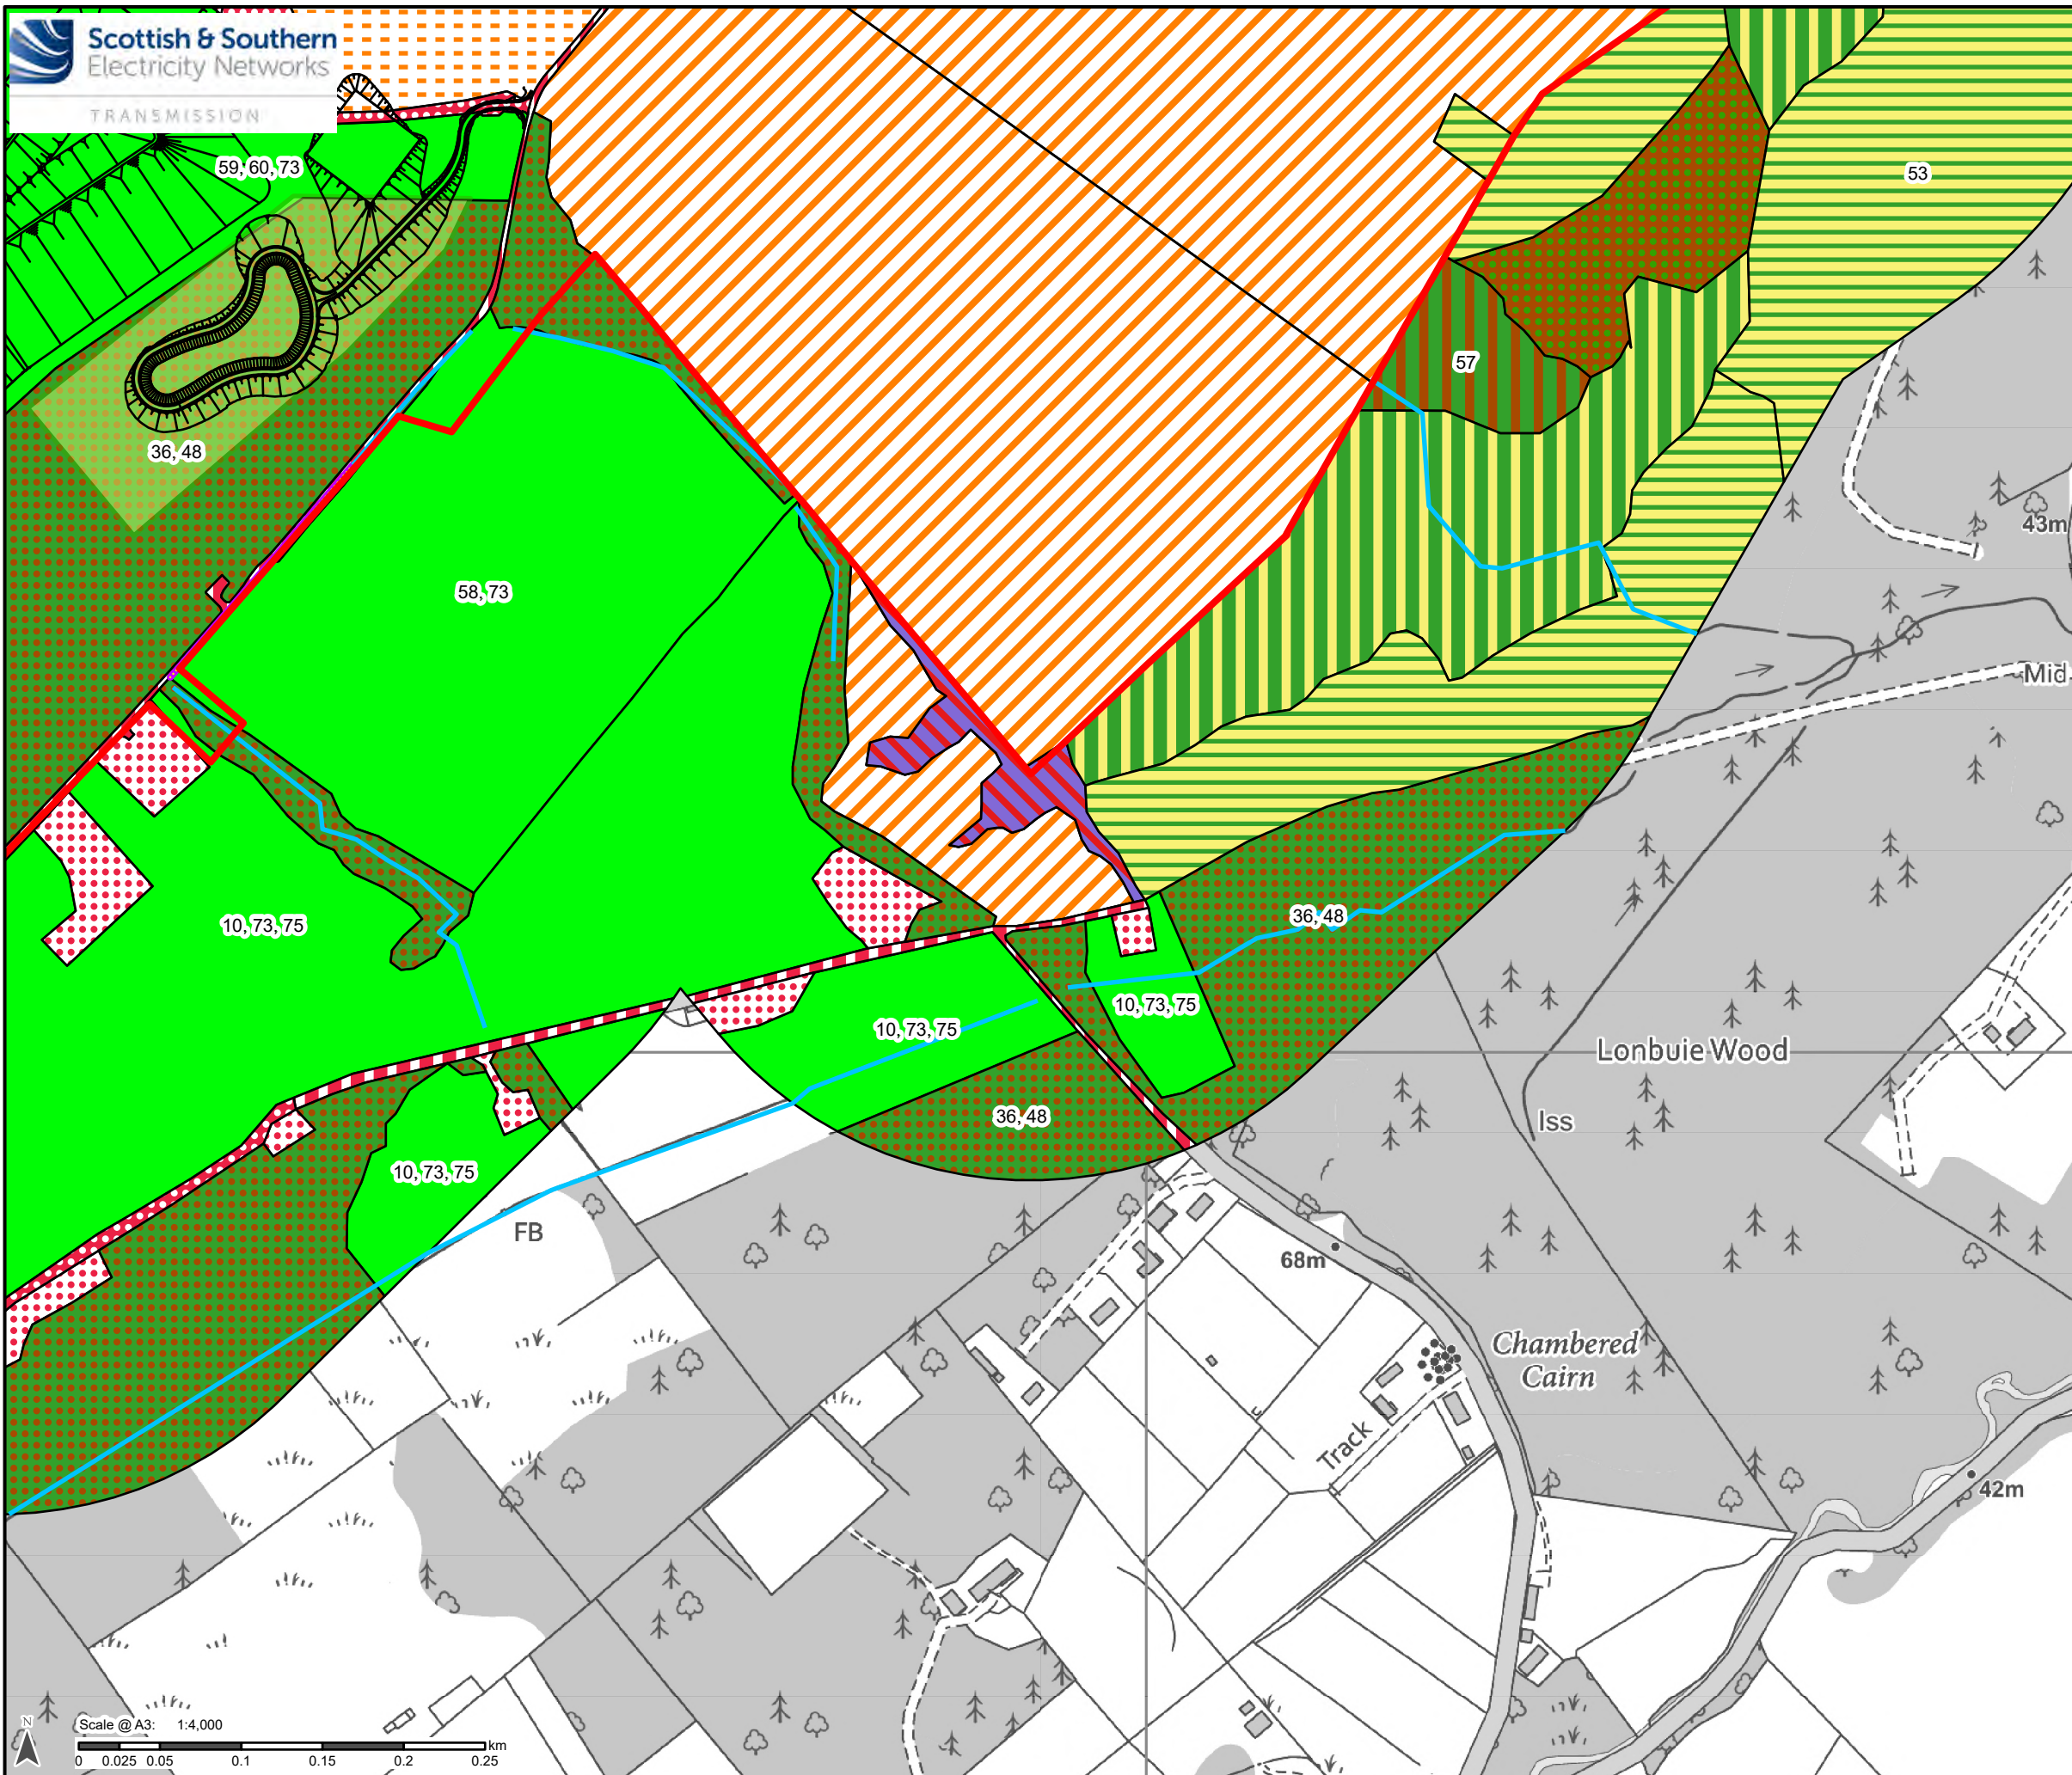 Scottish & Southern
Electricity Networks
TRANSMISSION
59, 60, 73
53
57
36, 48
43m
58, 73
Mid
10, 73, 75
36, 48
10, 73, 75
10, 73, 75
Lonbuie Wood
36, 48
Iss
10, 73, 75
FB
68m
Chambered
Cairn
Track
42m
N
Scale @ A3: 1:4,000
km
0 0.025 0.05 0.1 0.15 0.2 0.25